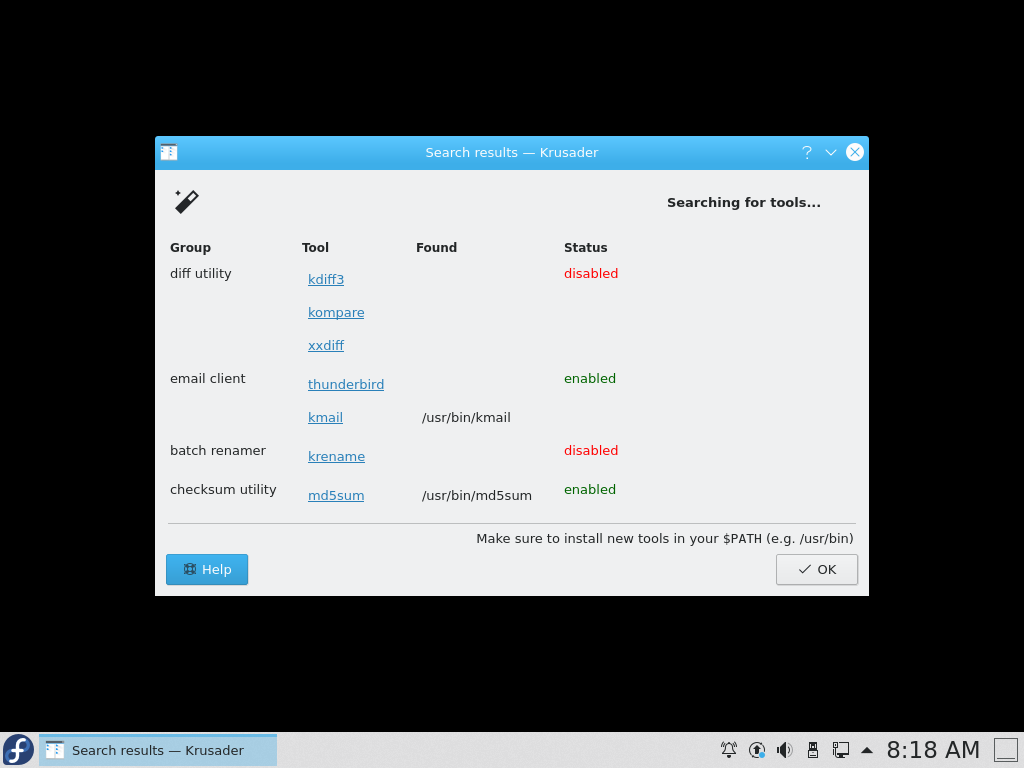 Search results — Krusader
Searching for tools...
Group Tool Found Status
diff utility kdiff3 disabled
kompare
xxdiff
email client thunderbird enabled
kmail /usr/bin/kmail
batch renamer krename disabled
checksum utility md5sum /usr/bin/md5sum enabled
Make sure to install new tools in your $PATH (e.g. /usr/bin)
Help OK
Search results — Krusader 8:18 AM